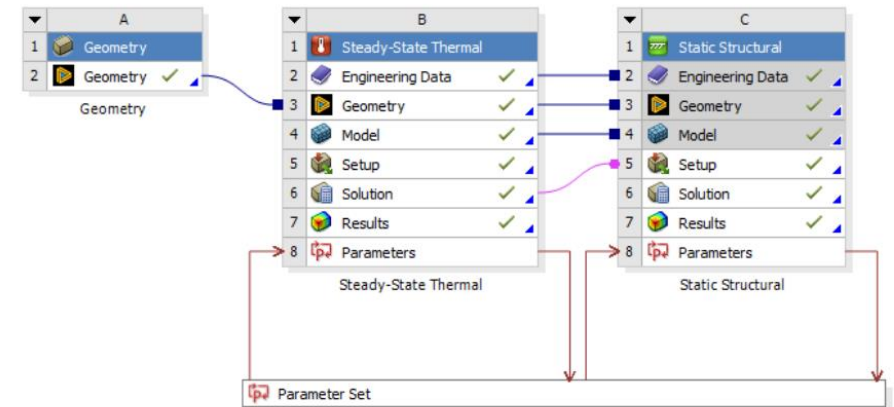 A
1 Geometry
2 Geometry
Geometry
B
1 Steady-State Thermal
2 Engineering Data
3 Geometry
4 Model
5 Setup
6 Solution
7 Results
8 Parameters
Steady-State Thermal
C
1 Static Structural
2 Engineering Data
3 Geometry
4 Model
5 Setup
6 Solution
7 Results
8 Parameters
Static Structural
Parameter Set